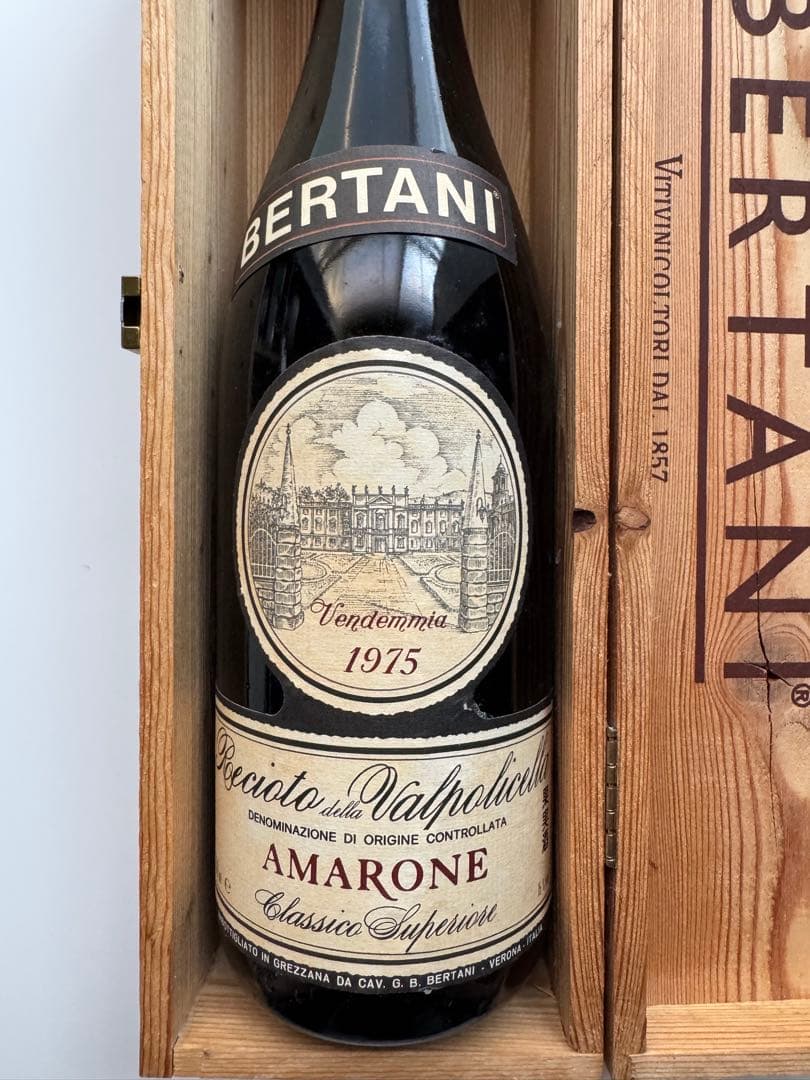 BERTANI®
Vendemmia
1975
Recioto della Valpolicella
DENOMINAZIONE DI ORIGINE CONTROLLATA
AMARONE
Classico Superiore
IN GREZZANA DA CAV. G. B. BERTANI - VERONA - ITALIA
BERTANI®
VITIVINICOLTORI DAL 1857